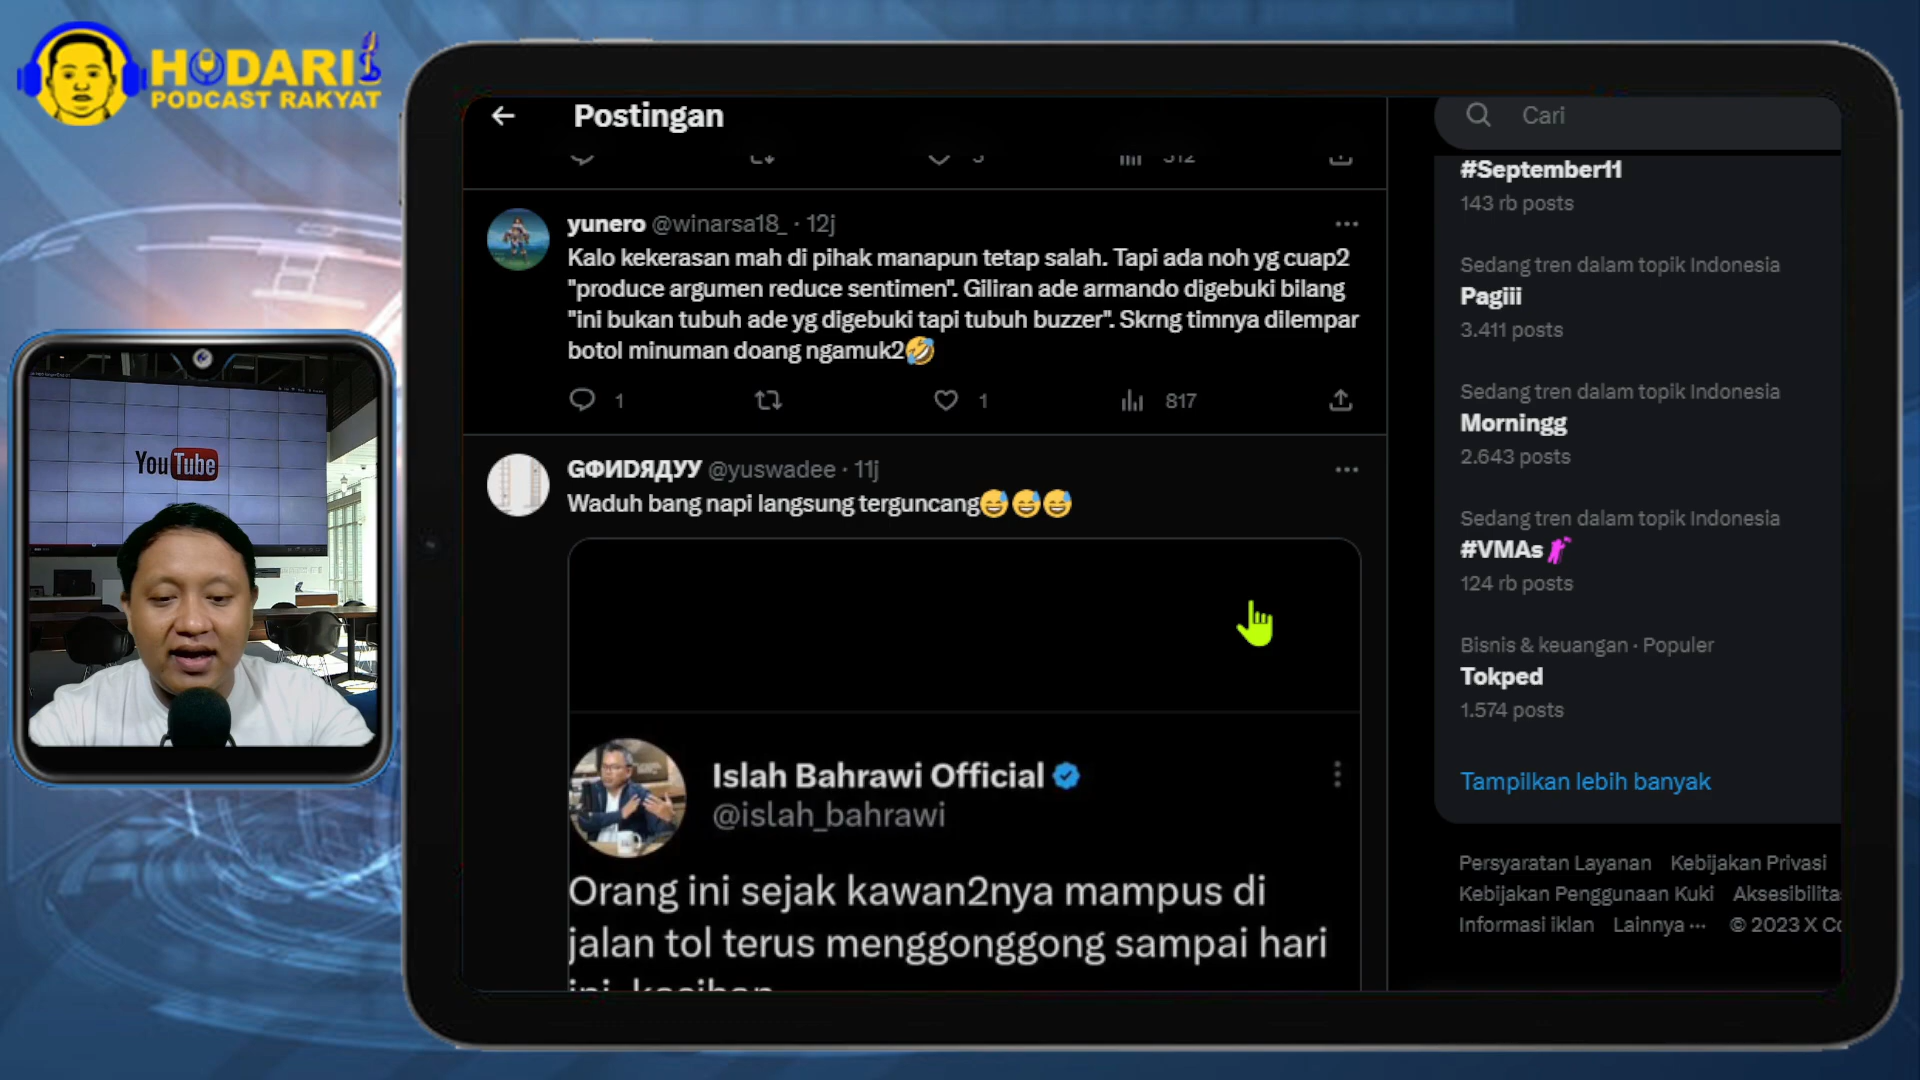 HODARI
PODCAST RAKYAT
YouTube
Postingan
yunero @winarsa18_ · 12j
Kalo kekerasan mah di pihak manapun tetap salah. Tapi ada noh yg cuap2
"produce argumen reduce sentimen". Giliran ade armando digebuki bilang
"ini bukan tubuh ade yg digebuki tapi tubuh buzzer". Skrng timnya dilempar
botol minuman doang ngamuk2🤣
1
1
817
GФИDЯДУУ @yuswadee · 11j
Waduh bang napi langsung terguncang😅😅😅
Islah Bahrawi Official
@islah_bahrawi
Orang ini sejak kawan2nya mampus di
jalan tol terus menggonggong sampai hari
Cari
#September11
143 rb posts
Sedang tren dalam topik Indonesia
Pagiii
3.411 posts
Sedang tren dalam topik Indonesia
Morningg
2.643 posts
Sedang tren dalam topik Indonesia
#VMAs
124 rb posts
Bisnis & keuangan · Populer
Tokped
1.574 posts
Tampilkan lebih banyak
Persyaratan Layanan Kebijakan Privasi
Kebijakan Penggunaan Kuki Aksesibilita
Informasi iklan Lainnya ··· © 2023 X Co